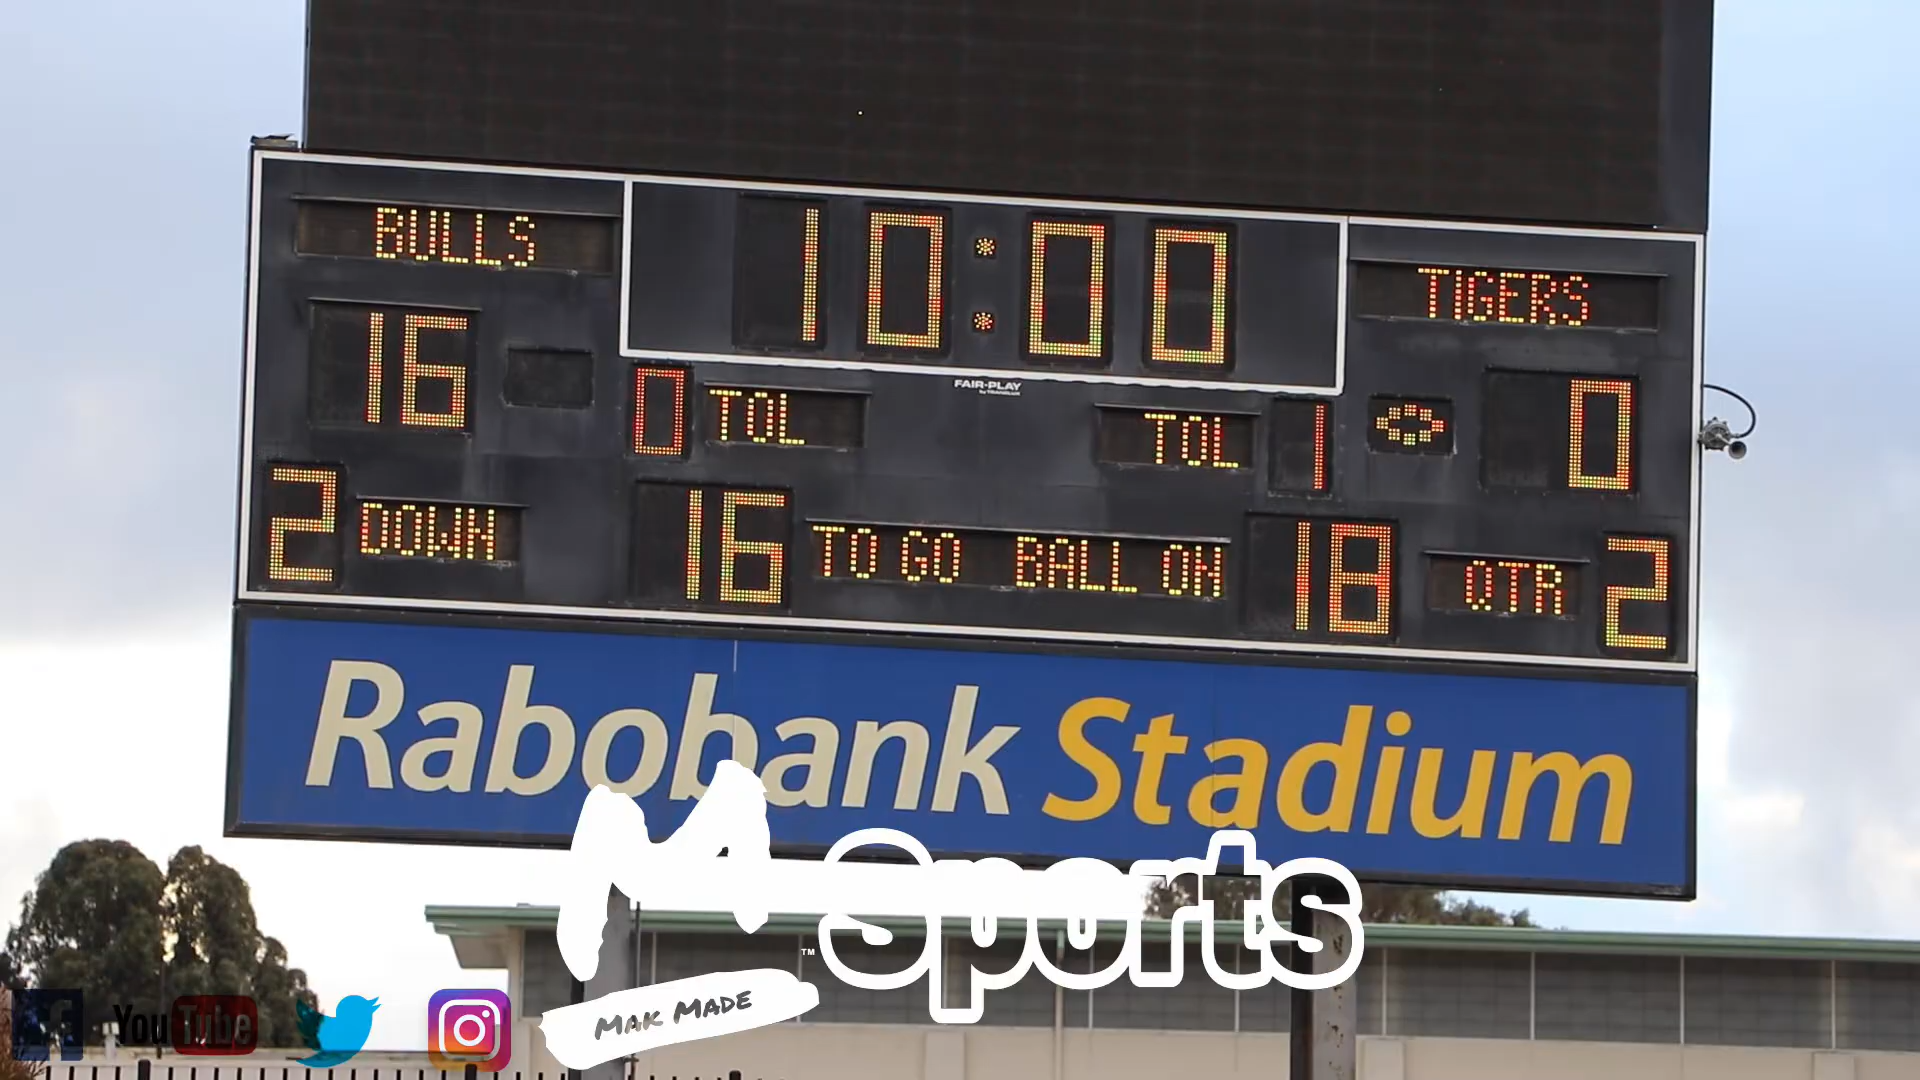 BULLS 10:00 TIGERS
16 0 TOL FAIR-PLAY TOL 1 0
2 DOWN 16 TO GO BALL ON 18 QTR 2
Rabobank Stadium
Sports
™
MAK MADE
f YouTube